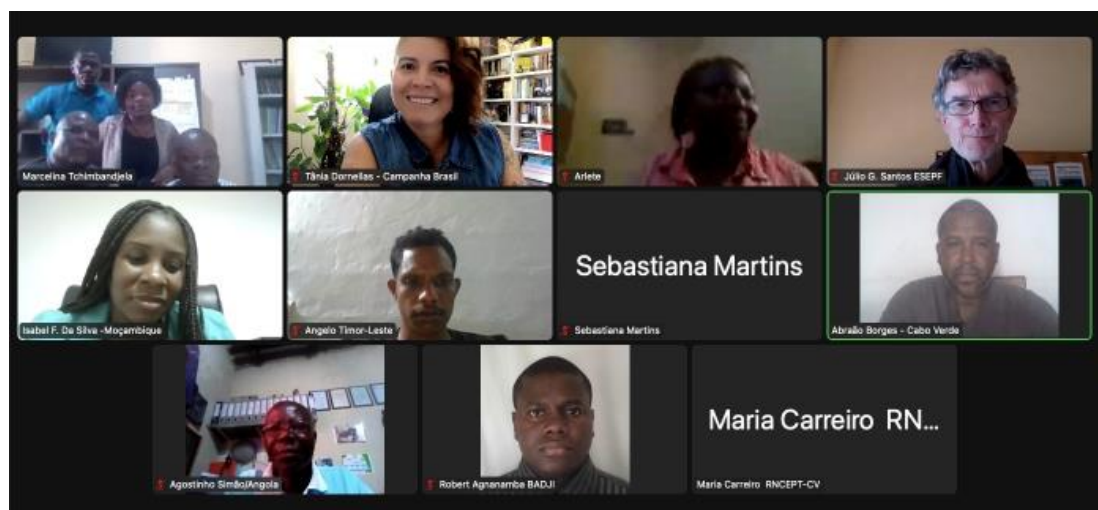 Marcelina Tchimbandjela
Tânia Dornellas - Campanha Brasil
Arlete
Júlio G. Santos ESEPF
Isabel F. Da Silva -Moçambique
Angelo Timor-Leste
Sebastiana Martins
Sebastiana Martins
Abraão Borges - Cabo Verde
Agostinho Simão/Angola
Robert Agnanamba BADJI
Maria Carreiro RN...
Maria Carreiro RNCEPT-CV